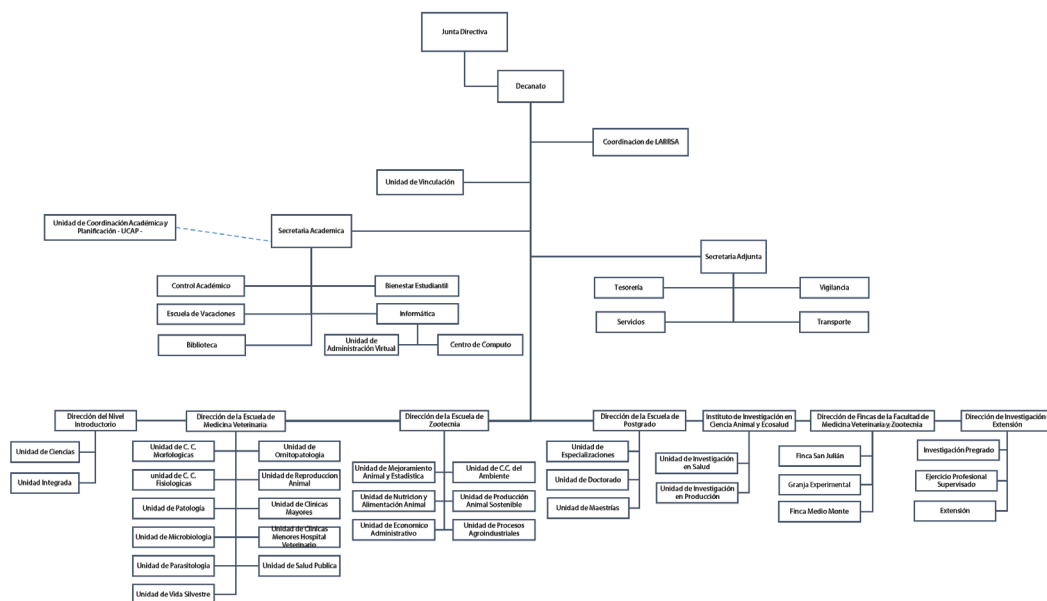 Junta Directiva
Decanato
Coordinacion de LARRSA
Unidad de Vinculación
Unidad de Coordinación Académica y
Planificación - UCAP -
Secretaria Academica
Secretaria Adjunta
Control Académico
Bienestar Estudiantil
Tesorería
Vigilancia
Escuela de Vacaciones
Informática
Servicios
Transporte
Biblioteca
Unidad de
Administración Virtual
Centro de Computo
Dirección del Nivel
Introductorio
Dirección de la Escuela de
Medicina Veterinaria
Dirección de la Escuela de
Zootecnia
Dirección de la Escuela de
Postgrado
Instituto de Investigación en
Ciencia Animal y Ecosalud
Dirección de Fincas de la Facultad de
Medicina Veterinaria y Zootecnia
Dirección de Investigación
Extensión
Unidad de Ciencias
Unidad Integrada
Unidad de C. C.
Morfologicas
Unidad de
Ornitopatologia
unidad de C. C.
Fisiologicas
Unidad de Reproduccion
Animal
Unidad de Patología
Unidad de Clinicas
Mayores
Unidad de Microbiologia
Unidad de Clinicas
Menores Hospital
Veterinario
Unidad de Parasitología
Unidad de Salud Publica
Unidad de Vida Silvestre
Unidad de Mejoramiento
Animal y Estadistica
Unidad de C.C. del
Ambiente
Unidad de Nutricion y
Alimentación Animal
Unidad de Producción
Animal Sostenible
Unidad de Economico
Administrativo
Unidad de Procesos
Agroindustriales
Unidad de
Especializaciones
Unidad de Doctorado
Unidad de Maestrías
Unidad de Investigación
en Salud
Unidad de Investigación
en Producción
Finca San Julián
Granja Experimental
Finca Medio Monte
Investigación Pregrado
Ejercicio Profesional
Supervisado
Extensión